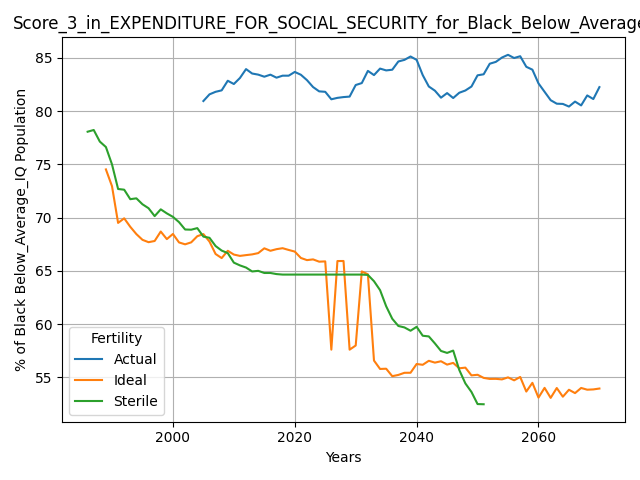 Score_3_in_EXPENDITURE_FOR_SOCIAL_SECURITY_for_Black_Below_Average
% of Black Below_Average_IQ Population
85
80
75
70
65
60
55
Fertility
Actual
Ideal
Sterile
2000
2020
2040
2060
Years